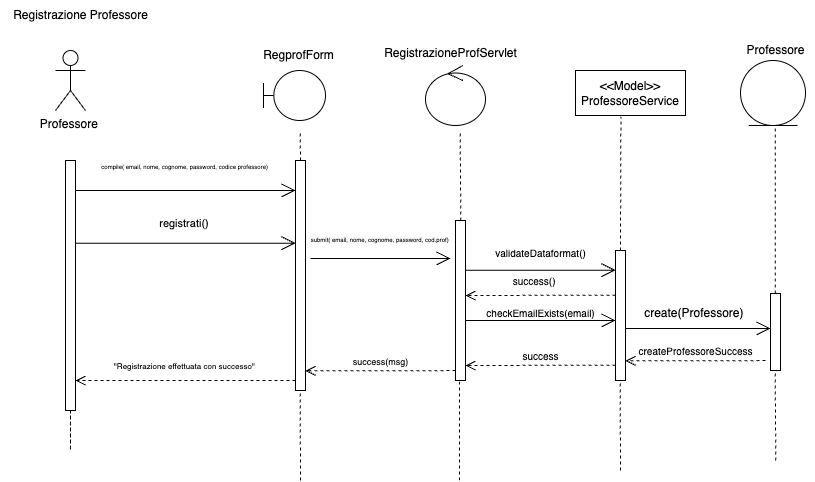 Registrazione Professore
Professore
RegprofForm
RegistrazioneProfServlet
<<Model>>
ProfessoreService
Professore
compile( email, nome, cognome, password, codice professore)
registrati()
submit( email, nome, cognome, password, cod.prof)
validateDataformat()
success()
checkEmailExists(email)
create(Professore)
createProfessoreSuccess
success
success(msg)
"Registrazione effettuata con successo"